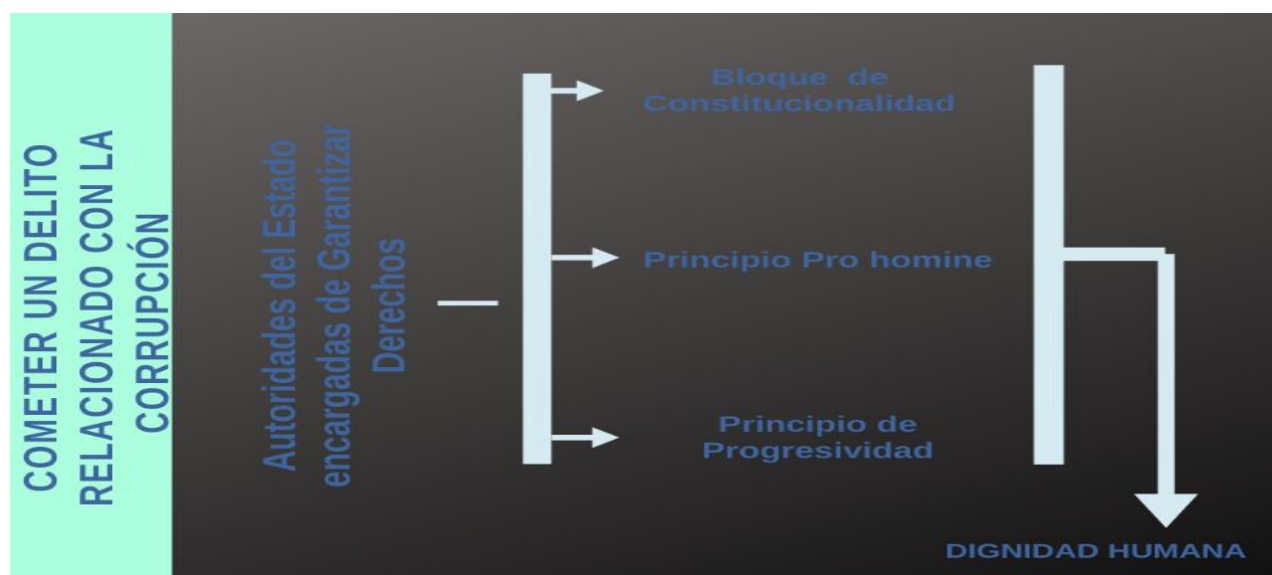 COMETER UN DELITO
RELACIONADO CON LA
CORRUPCIÓN
Autoridades del Estado
encargadas de Garantizar
Derechos
Bloque de
Constitucionalidad
Principio Pro homine
Principio de
Progresividad
DIGNIDAD HUMANA